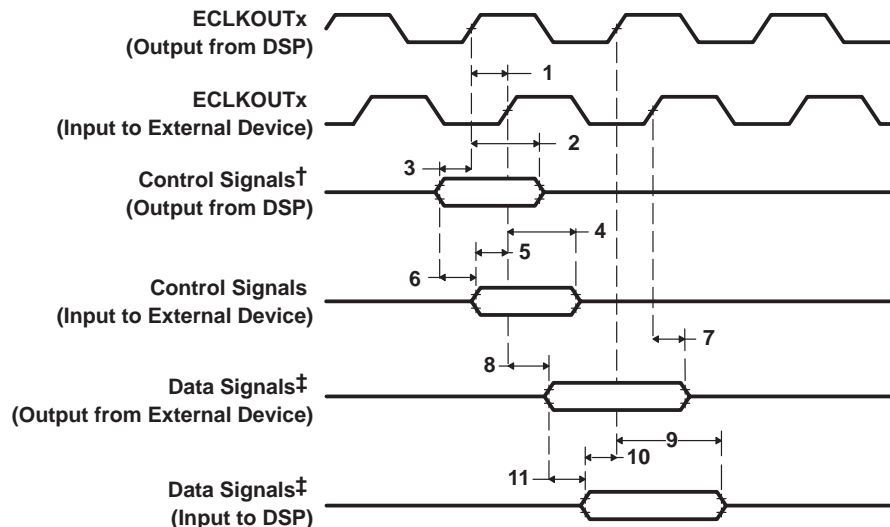 ECLKOUTx
(Output from DSP)
1
ECLKOUTx
(Input to External Device)
2
3
Control Signals†
(Output from DSP)
4
5
6
Control Signals
(Input to External Device)
7
8
Data Signals‡
(Output from External Device)
9
10
11
Data Signals‡
(Input to DSP)